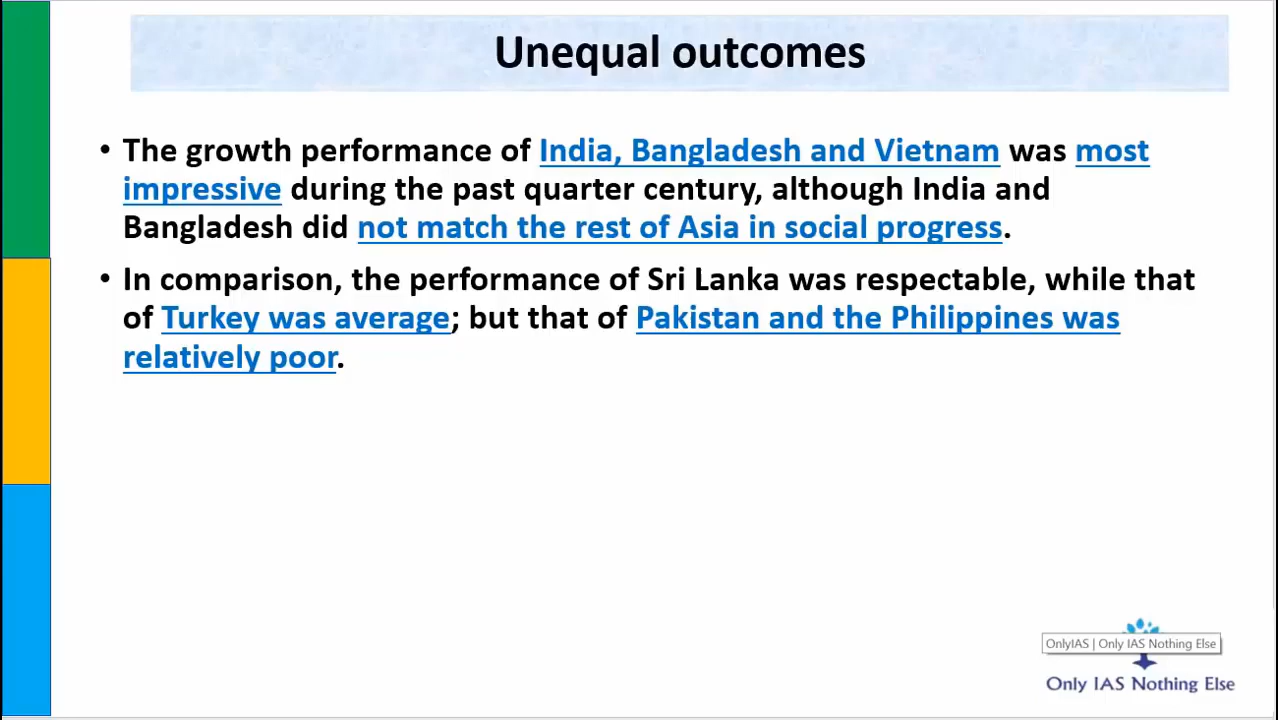 Unequal outcomes
• The growth performance of India, Bangladesh and Vietnam was most
impressive during the past quarter century, although India and
Bangladesh did not match the rest of Asia in social progress.
• In comparison, the performance of Sri Lanka was respectable, while that
of Turkey was average; but that of Pakistan and the Philippines was
relatively poor.
OnlyIAS | Only IAS Nothing Else
Only IAS Nothing Else